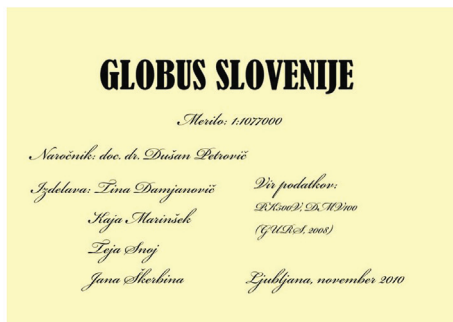 GLOBUS SLOVENIJE
Merilo: 1:1077000
Naročnik: doc. dr. Dušan Petrovič
Izdelava: Tina Damjanovič
Kaja Marinšek
Teja Snoj
Jana Škerbina
Vir podatkov:
PK500V, DMV100
(GURS, 2008)
Ljubljana, november 2010